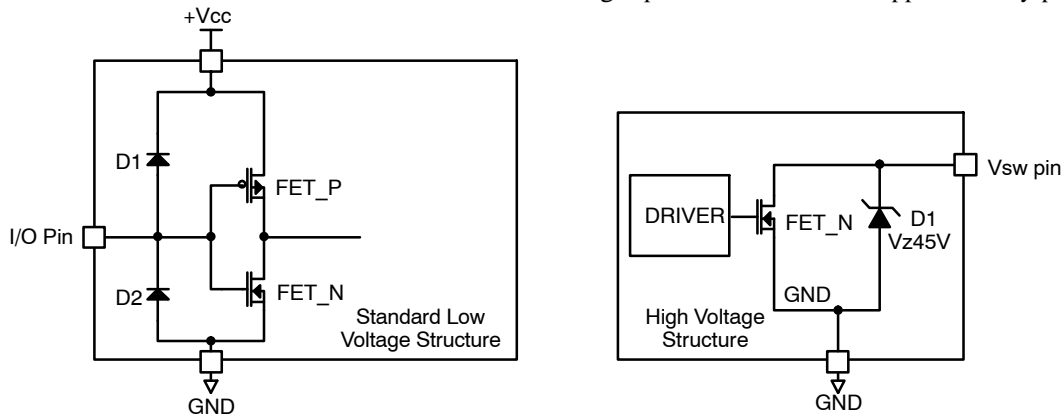 +Vcc
D1
FET_P
I/O Pin
D2
FET_N
Standard Low
Voltage Structure
GND
Vsw pin
DRIVER
FET_N
D1
Vz45V
GND
High Voltage
Structure
GND